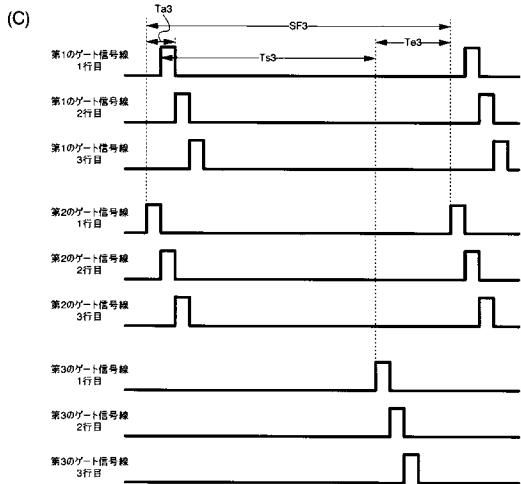 (C)
Ta3
SF3
Te3
Ts3
第1のゲート信号線
1行目
第1のゲート信号線
2行目
第1のゲート信号線
3行目
第2のゲート信号線
1行目
第2のゲート信号線
2行目
第2のゲート信号線
3行目
第3のゲート信号線
1行目
第3のゲート信号線
2行目
第3のゲート信号線
3行目